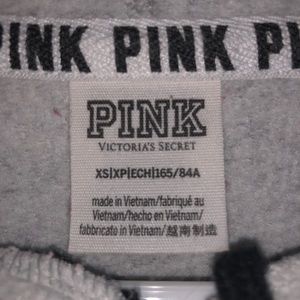 PINK PINK PI
PINK
VICTORIA'S SECRET
XS|XP|ECH|165/84A
made in Vietnam/fabriqué au
Vietnam/hecho en Vietnam/
fabbricato in Vietnam/越南制造